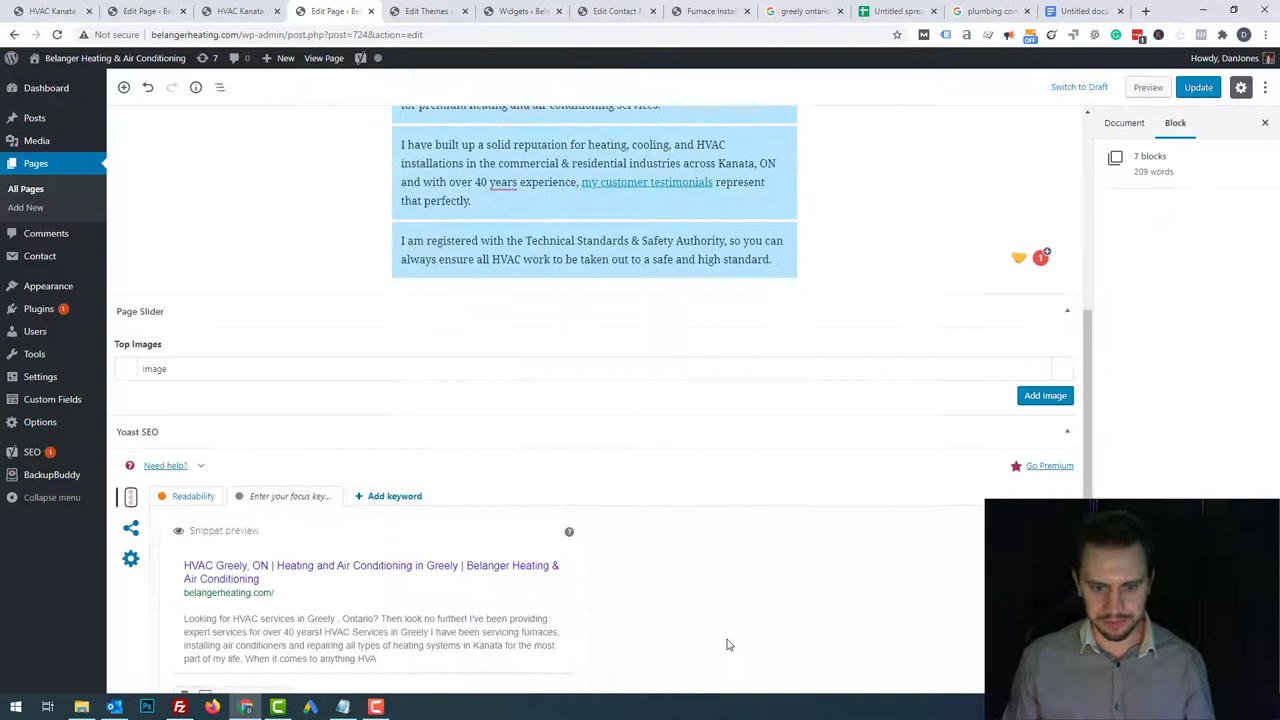 HVAC Kanata,
Edit Page ‹ Be
HVAC Kanata,
Edit Page ‹ Be
Edit Themes ‹
Widgets ‹ Bel
Edit Contact F
Furnace Instal
greely ontario
Untitled sprea
plumbing com
Untitled docu
Not secure | belangerheating.com/wp-admin/post.php?post=724&action=edit
Belanger Heating & Air Conditioning
7
0
New
View Page
Howdy, DanJones
Dashboard
Posts
Media
Pages
All Pages
Add New
Comments
Contact
Appearance
Plugins 1
Users
Tools
Settings
Custom Fields
Options
SEO 1
BackupBuddy
Collapse menu
Switch to Draft
Preview
Update
Document
Block
7 blocks
209 words
for premium heating and air conditioning services.
I have built up a solid reputation for heating, cooling, and HVAC
installations in the commercial & residential industries across Kanata, ON
and with over 40 years experience, my customer testimonials represent
that perfectly.
I am registered with the Technical Standards & Safety Authority, so you can
always ensure all HVAC work to be taken out to a safe and high standard.
1
Page Slider
Top Images
image
Add Image
Yoast SEO
Need help?
Go Premium
Readability
Enter your focus key...
Add keyword
Snippet preview
HVAC Greely, ON | Heating and Air Conditioning in Greely | Belanger Heating &
Air Conditioning
belangerheating.com/
Looking for HVAC services in Greely , Ontario? Then look no further! I've been providing
expert services for over 40 years! HVAC Services in Greely I have been servicing furnaces,
installing air conditioners and repairing all types of heating systems in Kanata for the most
part of my life. When it comes to anything HVA